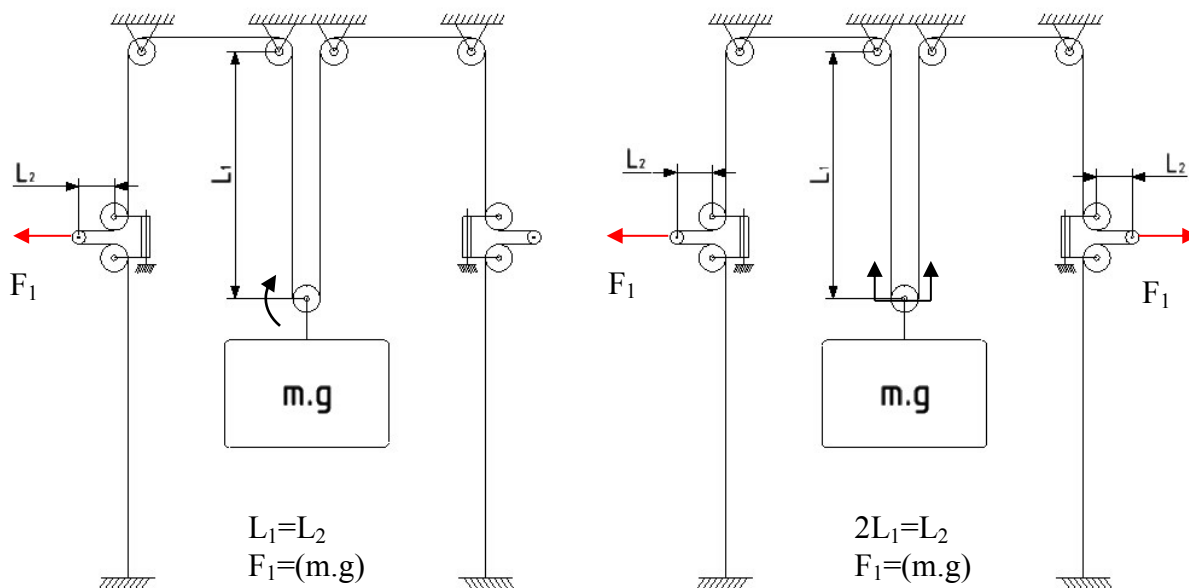 L₂
L₁
F₁
m.g
L₁=L₂
F₁=(m.g)
L₂
L₁
L₂
F₁
F₁
m.g
2L₁=L₂
F₁=(m.g)